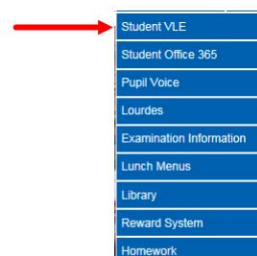 Student VLE
Student Office 365
Pupil Voice
Lourdes
Examination Information
Lunch Menus
Library
Reward System
Homework